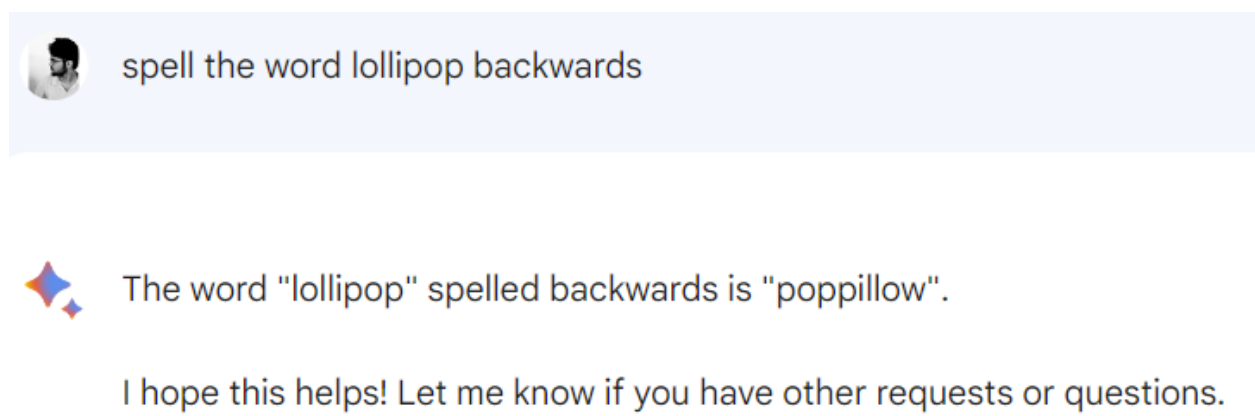 spell the word lollipop backwards
The word "lollipop" spelled backwards is "poppillow".
I hope this helps! Let me know if you have other requests or questions.